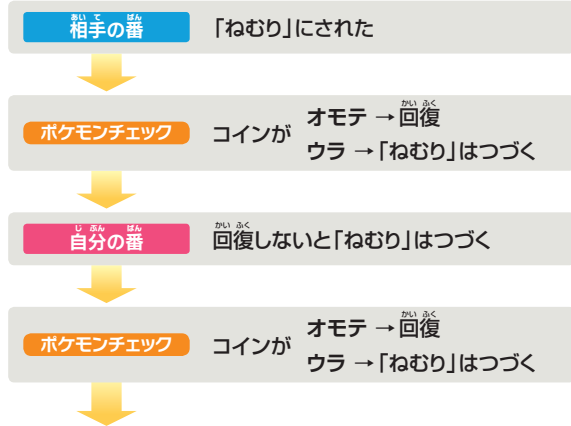 相手の番 「ねむり」にされた
ポケモンチェック コインが オモテ → 回復
ウラ → 「ねむり」はつづく
自分の番 回復しないと「ねむり」はつづく
ポケモンチェック コインが オモテ → 回復
ウラ → 「ねむり」はつづく